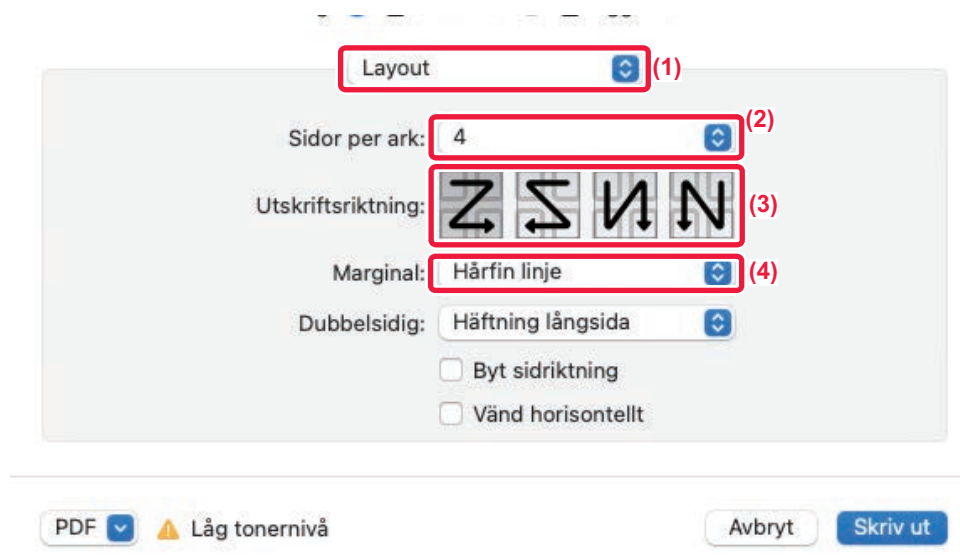 Layout (1)
Sidor per ark: 4 (2)
Utskriftsriktning: (3)
Marginal: Hårfin linje (4)
Dubbelsidig: Häftning långsida
Byt sidriktning
Vänd horisontellt
PDF Låg tonernivå Avbryt Skriv ut